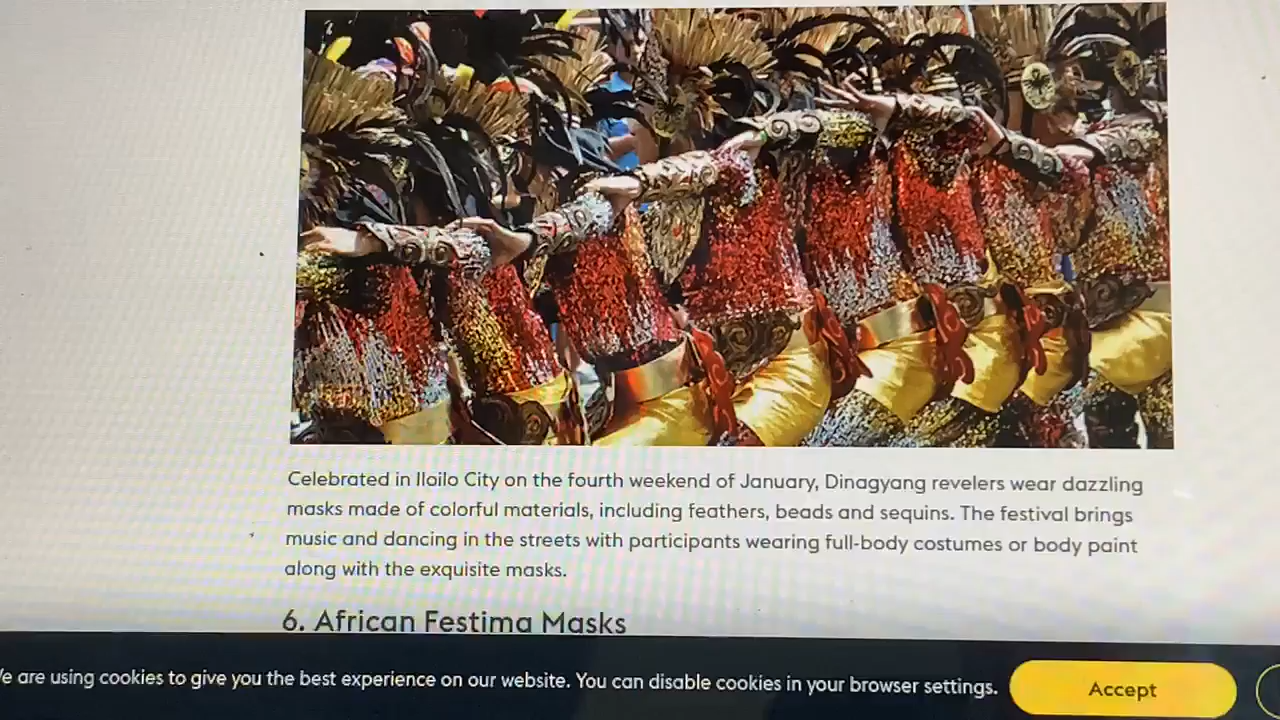 Celebrated in Iloilo City on the fourth weekend of January, Dinagyang revelers wear dazzling
masks made of colorful materials, including feathers, beads and sequins. The festival brings
music and dancing in the streets with participants wearing full-body costumes or body paint
along with the exquisite masks.
6. African Festima Masks
e are using cookies to give you the best experience on our website. You can disable cookies in your browser settings.
Accept